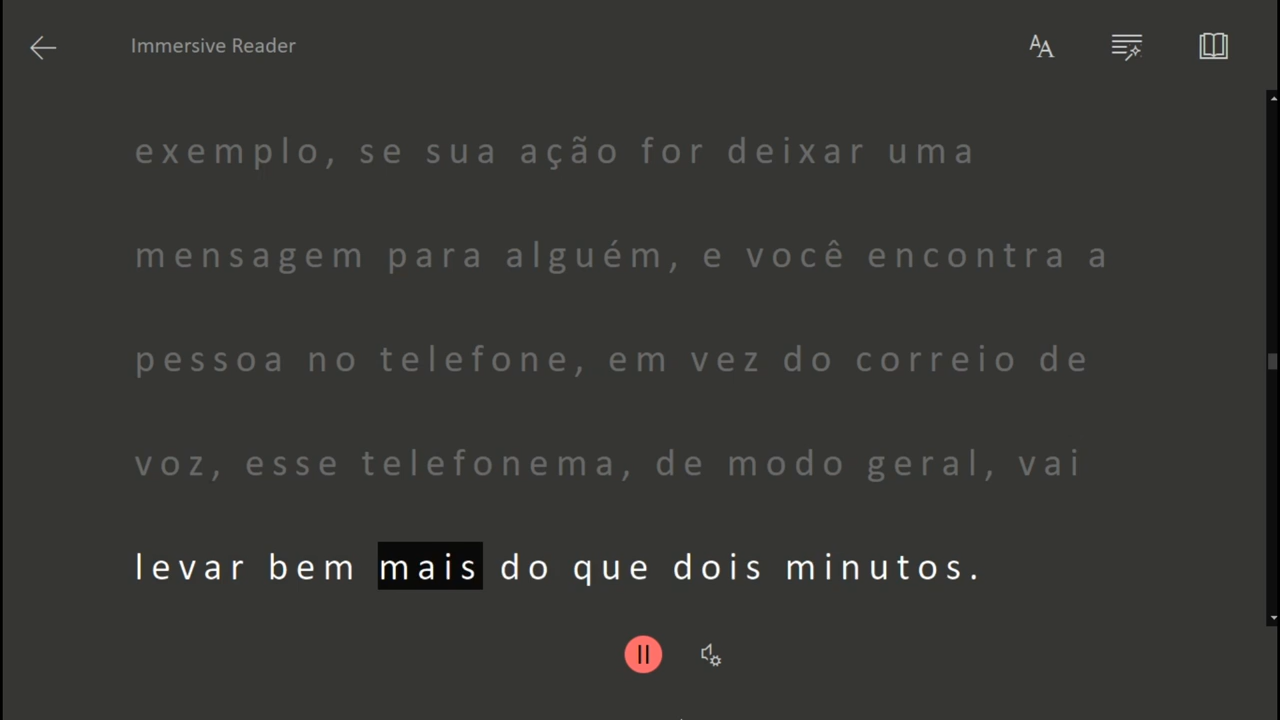 Immersive Reader
exemplo, se sua ação for deixar uma
mensagem para alguém, e você encontra a
pessoa no telefone, em vez do correio de
voz, esse telefonema, de modo geral, vai
levar bem mais do que dois minutos.